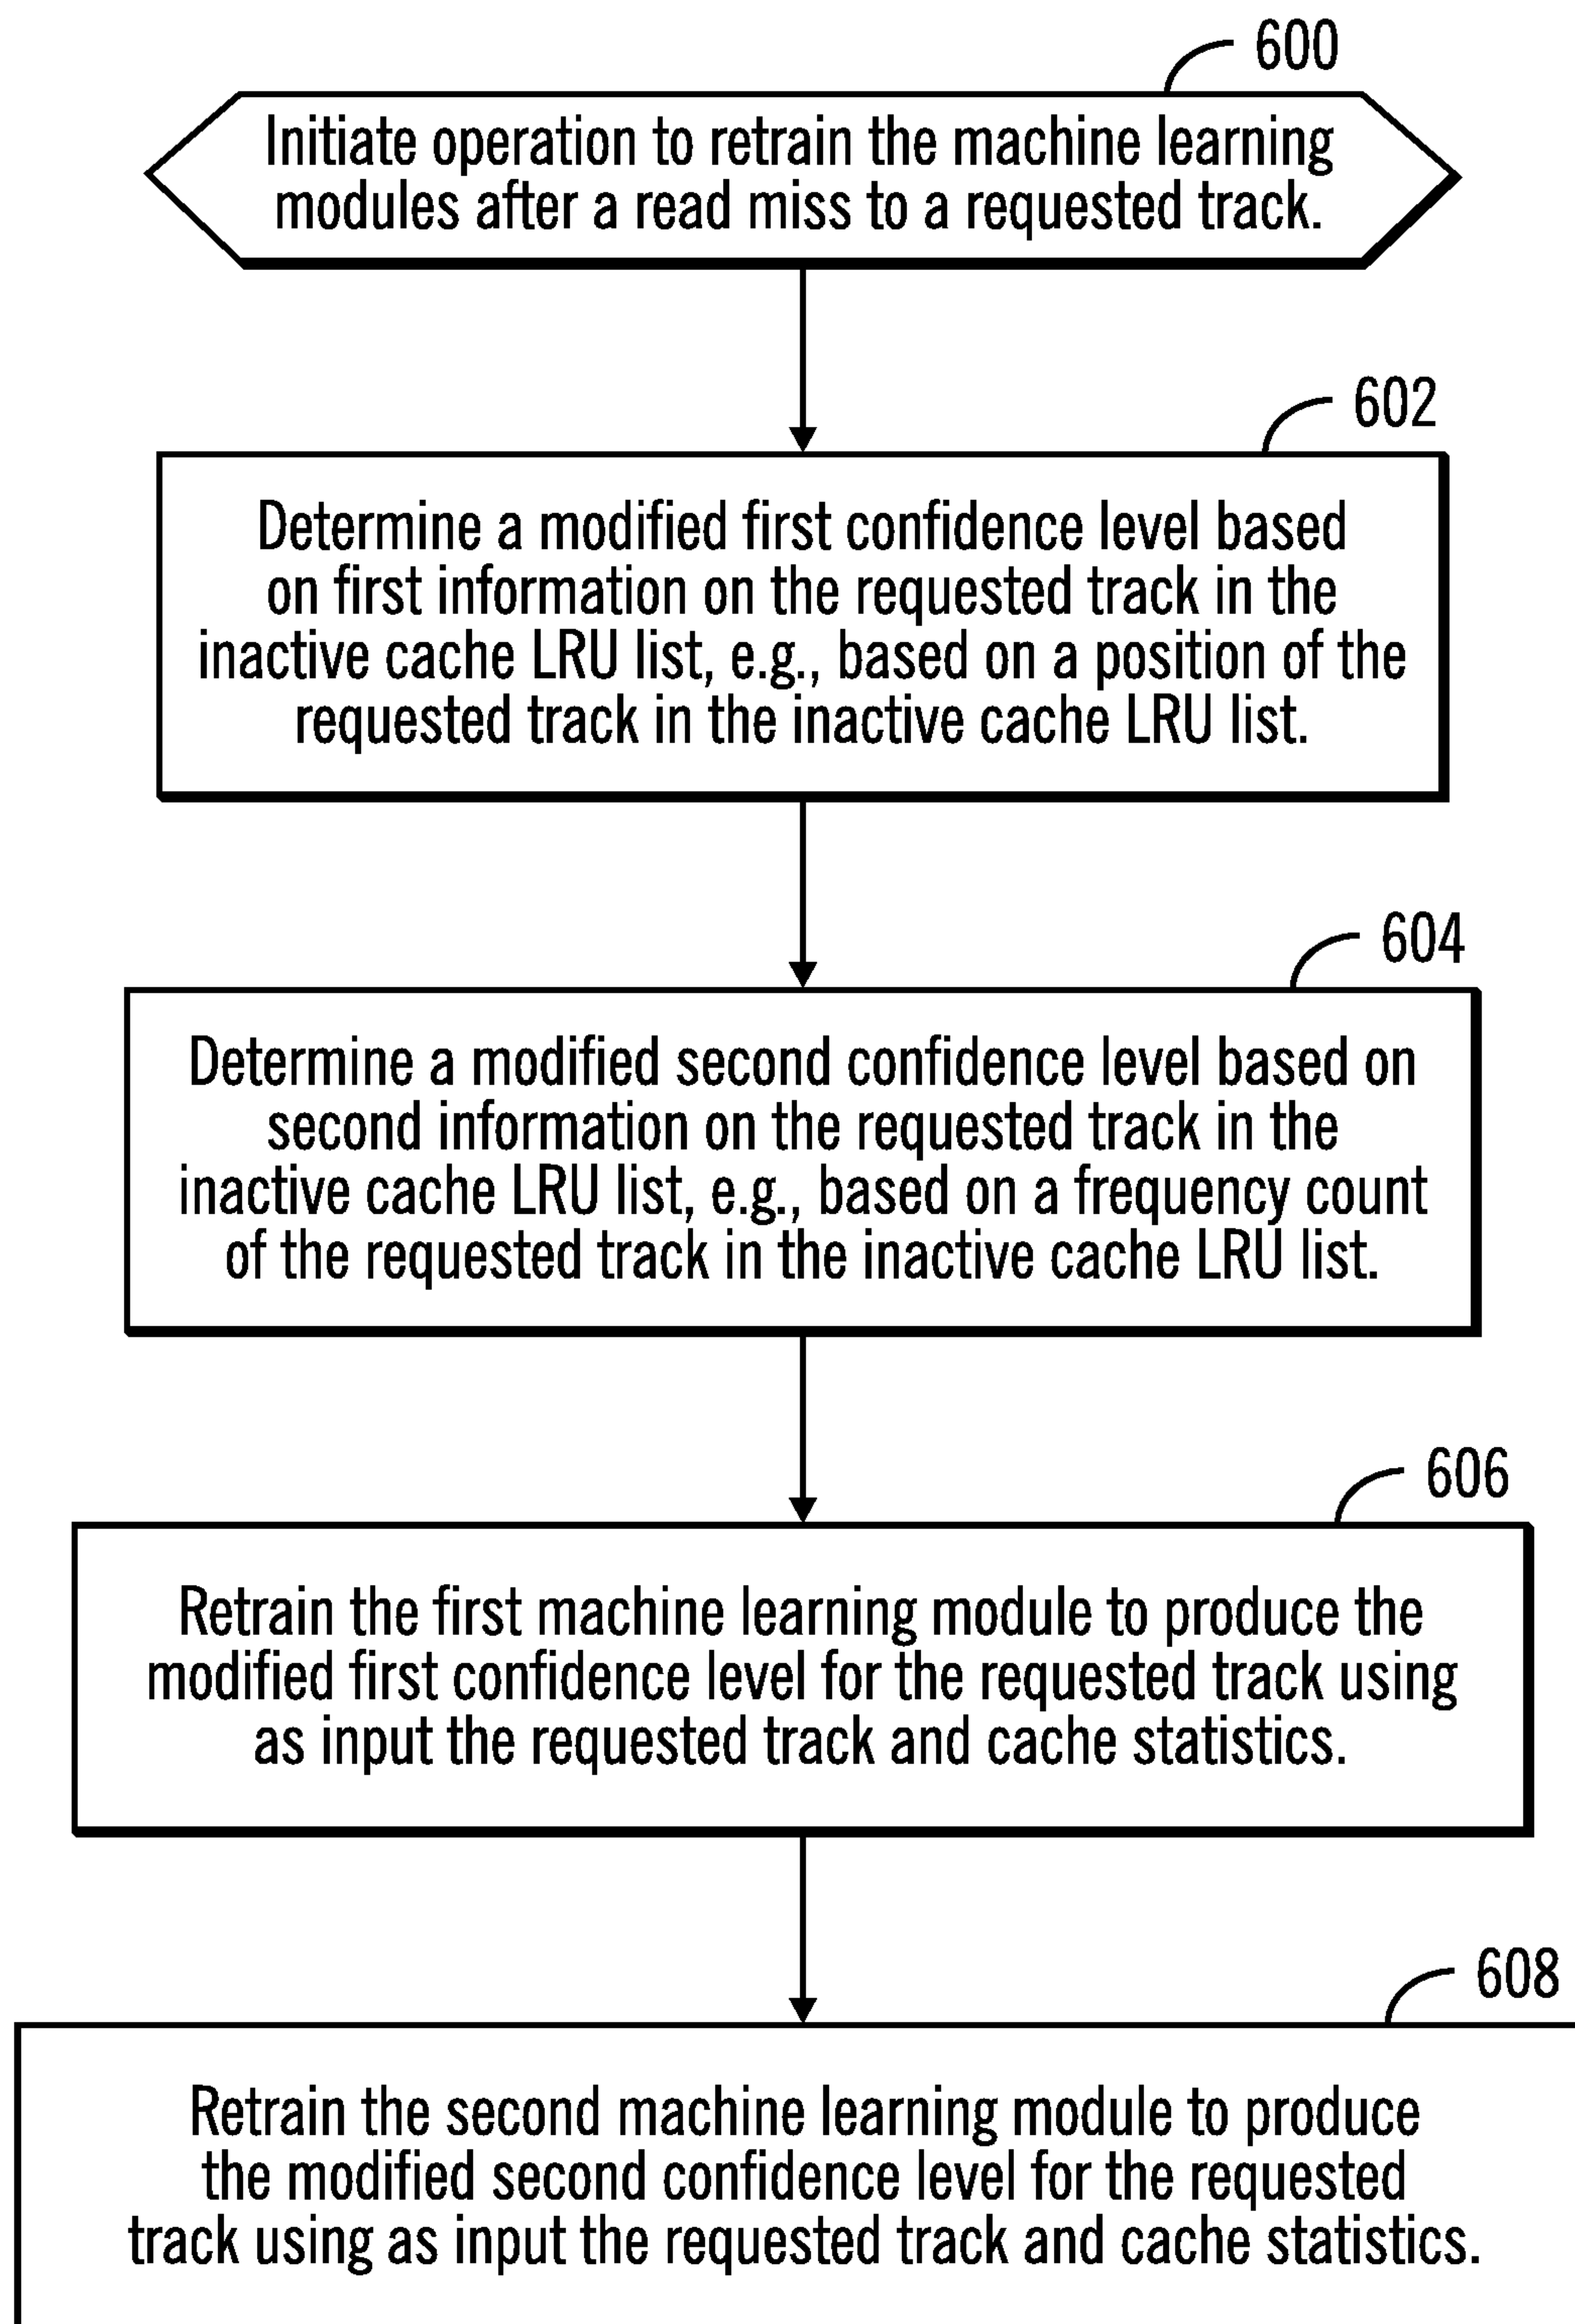 600
Initiate operation to retrain the machine learning
modules after a read miss to a requested track.
602
Determine a modified first confidence level based
on first information on the requested track in the
inactive cache LRU list, e.g., based on a position of the
requested track in the inactive cache LRU list.
604
Determine a modified second confidence level based on
second information on the requested track in the
inactive cache LRU list, e.g., based on a frequency count
of the requested track in the inactive cache LRU list.
606
Retrain the first machine learning module to produce the
modified first confidence level for the requested track using
as input the requested track and cache statistics.
608
Retrain the second machine learning module to produce
the modified second confidence level for the requested
track using as input the requested track and cache statistics.